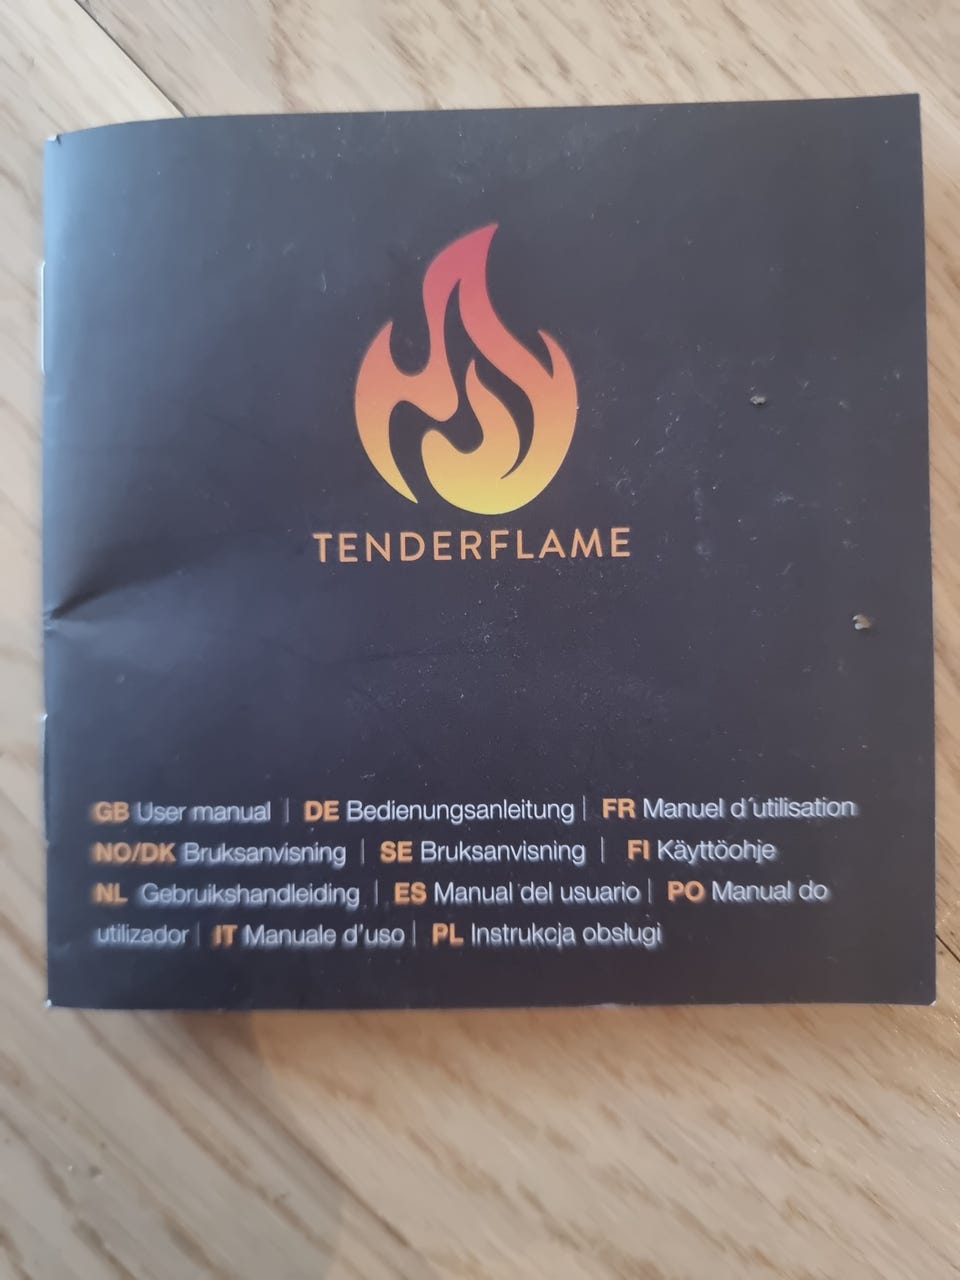 TENDERFLAME
GB User manual | DE Bedienungsanleitung | FR Manuel d´utilisation
NO/DK Bruksanvisning | SE Bruksanvisning | FI Käyttöohje
NL Gebruikshandleiding | ES Manual del usuario | PO Manual do
utilizador | IT Manuale d'uso | PL Instrukcja obsługi